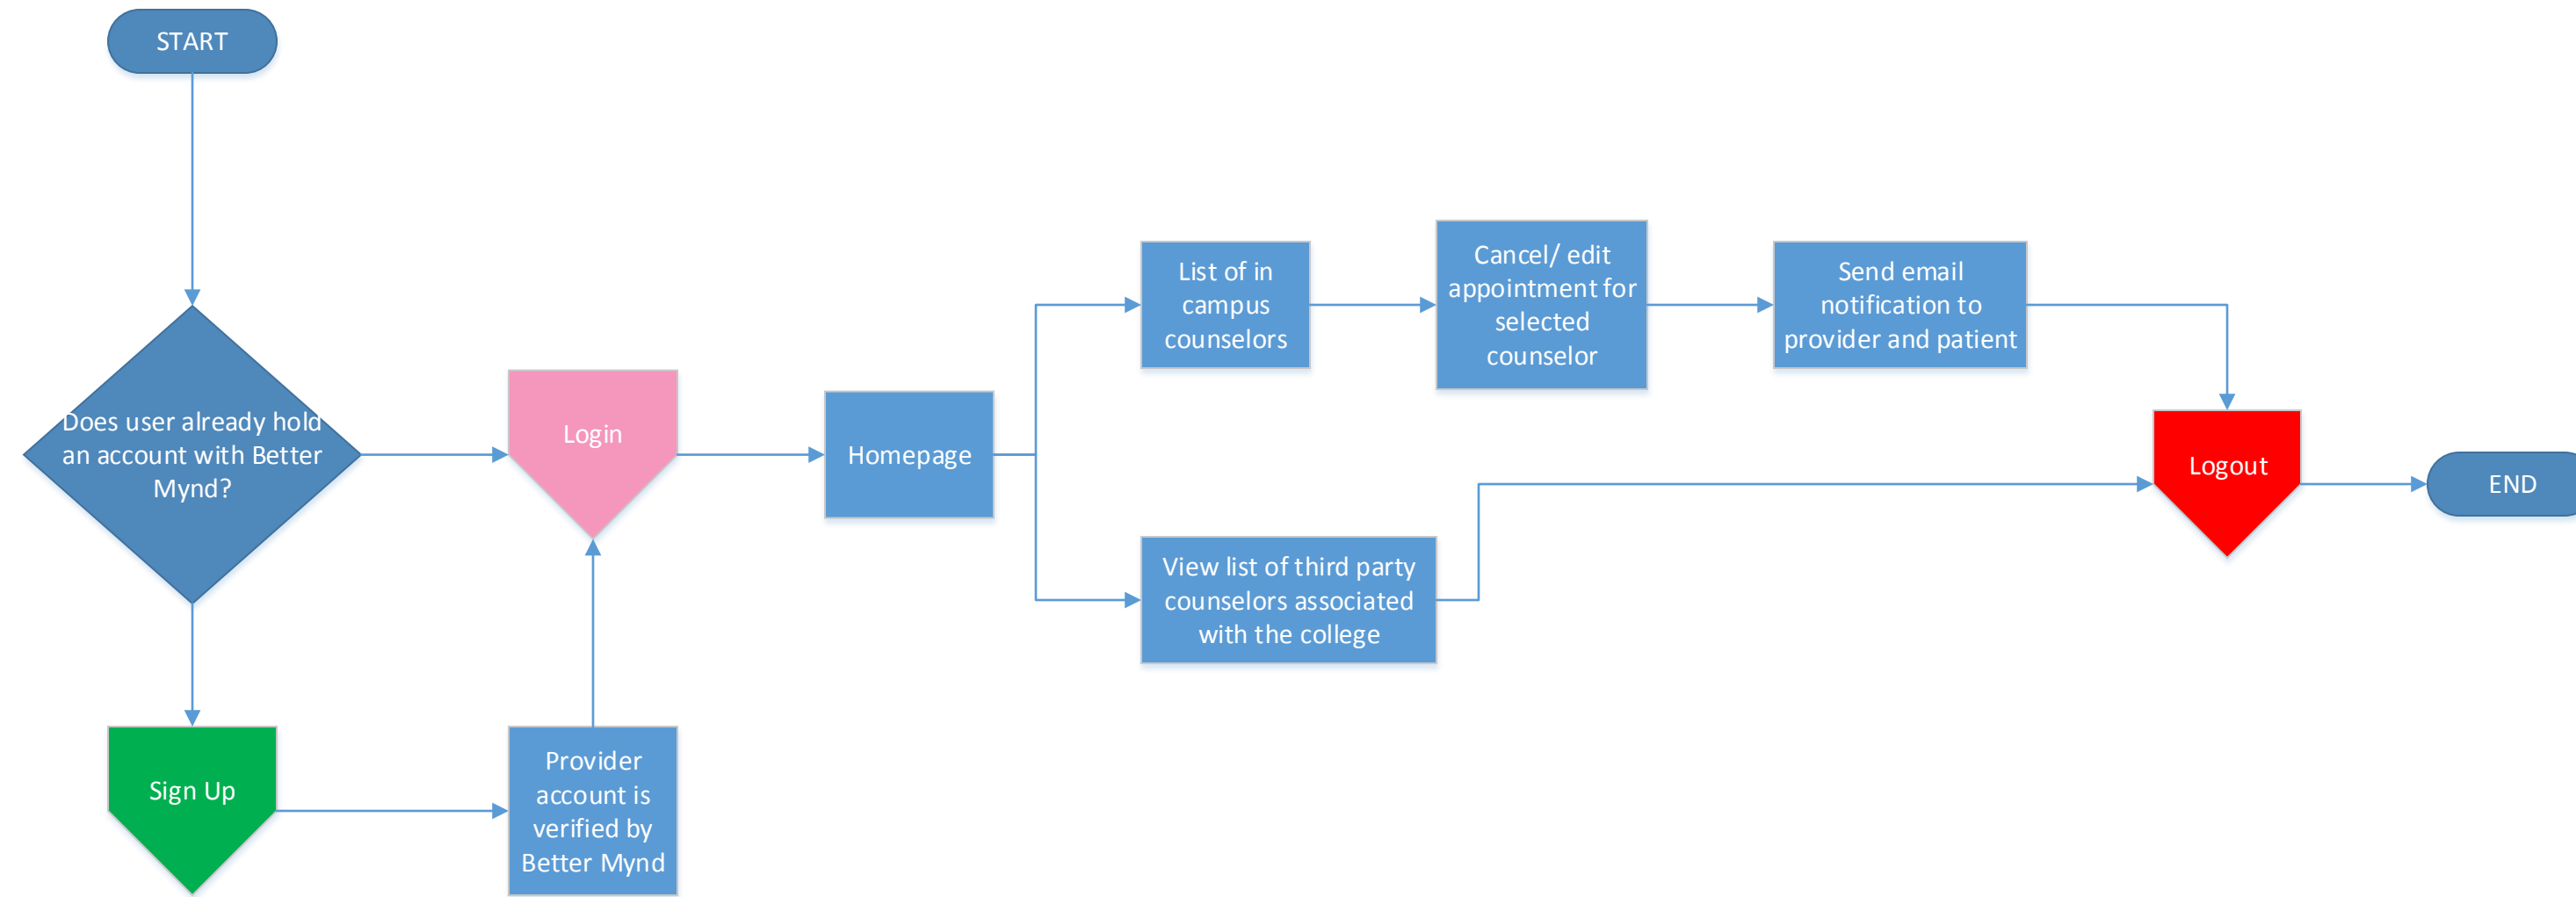 START
Does user already hold
an account with Better
Mynd?
Login
Homepage
List of in
campus
counselors
Cancel/ edit
appointment for
selected
counselor
Send email
notification to
provider and patient
View list of third party
counselors associated
with the college
Logout
END
Sign Up
Provider
account is
verified by
Better Mynd